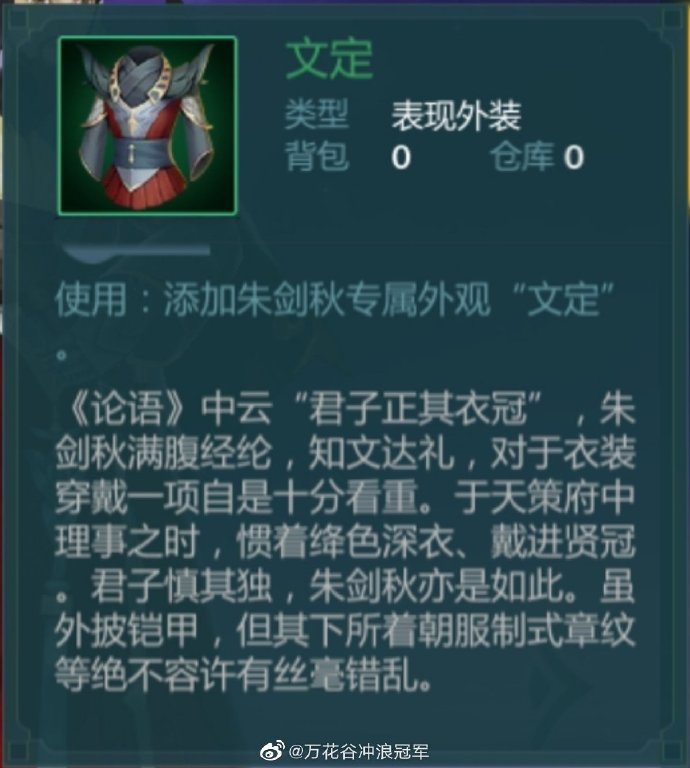 文定
类型 表现外装
背包 0 仓库 0
使用：添加朱剑秋专属外观“文定”
。
《论语》中云“君子正其衣冠”，朱
剑秋满腹经纶，知文达礼，对于衣装
穿戴一项自是十分看重。于天策府中
理事之时，惯着绛色深衣、戴进贤冠
。君子慎其独，朱剑秋亦是如此。虽
外披铠甲，但其下所着朝服制式章纹
等绝不容许有丝毫错乱。
@万花谷冲浪冠军